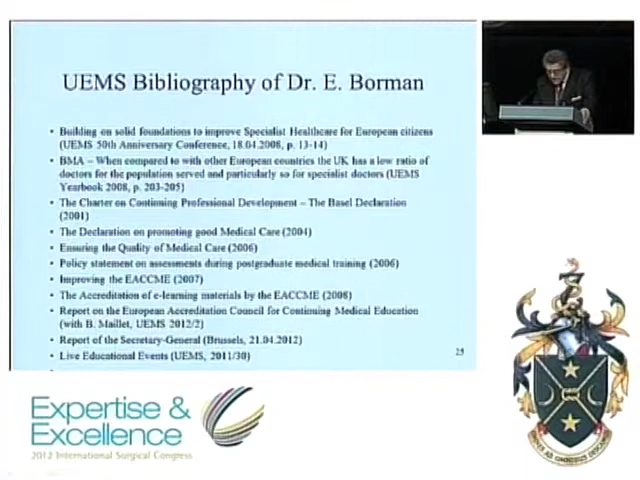 UEMS Bibliography of Dr. E. Borman
• Building on solid foundations to improve Specialist Healthcare for European citizens
(UEMS 50th Anniversary Conference, 18.04.2008, p. 13-14)
• BMA – When compared to with other European countries the UK has a low ratio of
doctors for the population served and particularly so for specialist doctors (UEMS
Yearbook 2008, p. 203-205)
• The Charter on Continuing Professional Development – The Basel Declaration
(2001)
• The Declaration on promoting good Medical Care (2004)
• Ensuring the Quality of Medical Care (2006)
• Policy statement on assessments during postgraduate medical training (2006)
• Improving the EACCME (2007)
• The Accreditation of e-learning materials by the EACCME (2008)
• Report on the European Accreditation Council for Continuing Medical Education
(with B. Maillet, UEMS 2012/2)
• Report of the Secretary-General (Brussels, 21.04.2012)
• Live Educational Events (UEMS, 2011/30)
25
Expertise &
Excellence
2012 International Surgical Congress